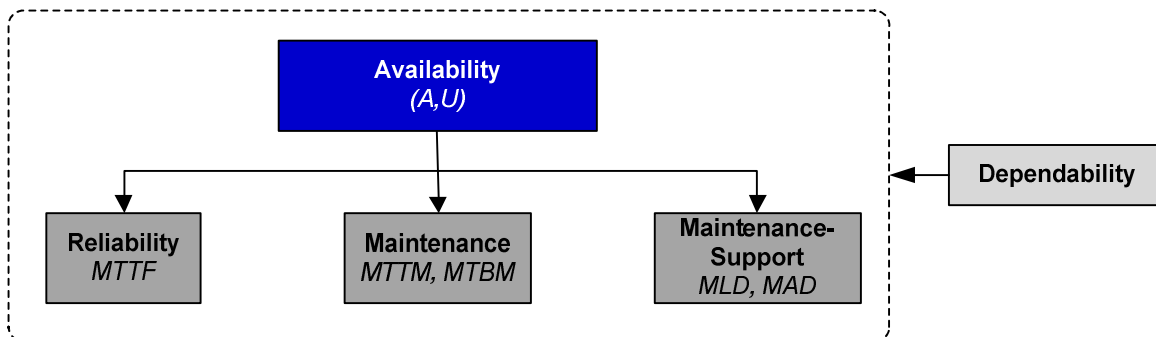 Availability
(A,U)
Dependability
Reliability
MTTF
Maintenance
MTTM, MTBM
Maintenance-
Support
MLD, MAD